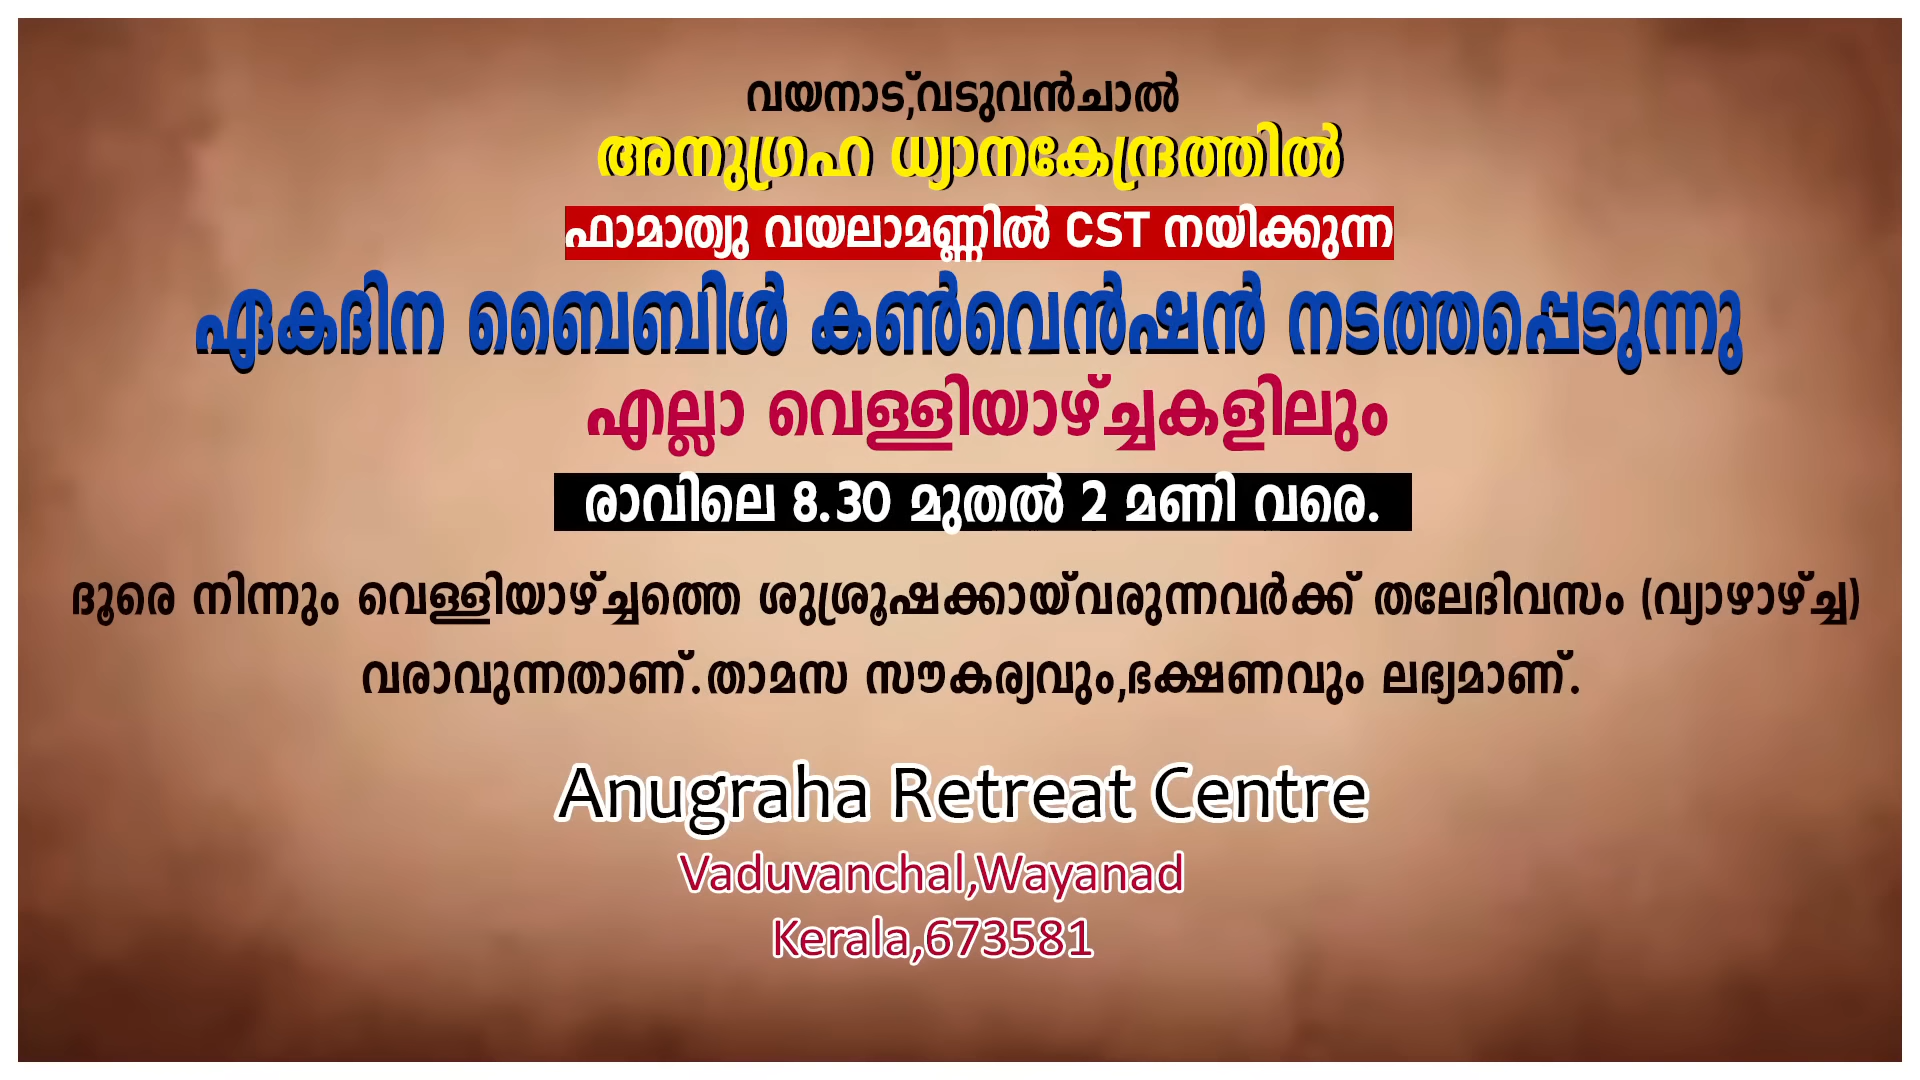 വയനാട്,വടുവൻചാൽ
അനുഗ്രഹ ധ്യാനകേന്ദ്രത്തിൽ
ഫാമാത്യു വയലാമണ്ണിൽ CST നയിക്കുന്ന
ഏകദിന ബൈബിൾ കൺവെൻഷൻ നടത്തപ്പെടുന്നു
എല്ലാ വെള്ളിയാഴ്ച്ചകളിലും
രാവിലെ 8.30 മുതൽ 2 മണി വരെ.
ദൂരെ നിന്നും വെള്ളിയാഴ്ച്ചത്തെ ശുശ്രൂഷക്കായ്‌വരുന്നവർക്ക് തലേദിവസം (വ്യാഴാഴ്ച്ച)
വരാവുന്നതാണ്.താമസ സൗകര്യവും,ഭക്ഷണവും ലഭ്യമാണ്.
Anugraha Retreat Centre
Vaduvanchal,Wayanad
Kerala,673581